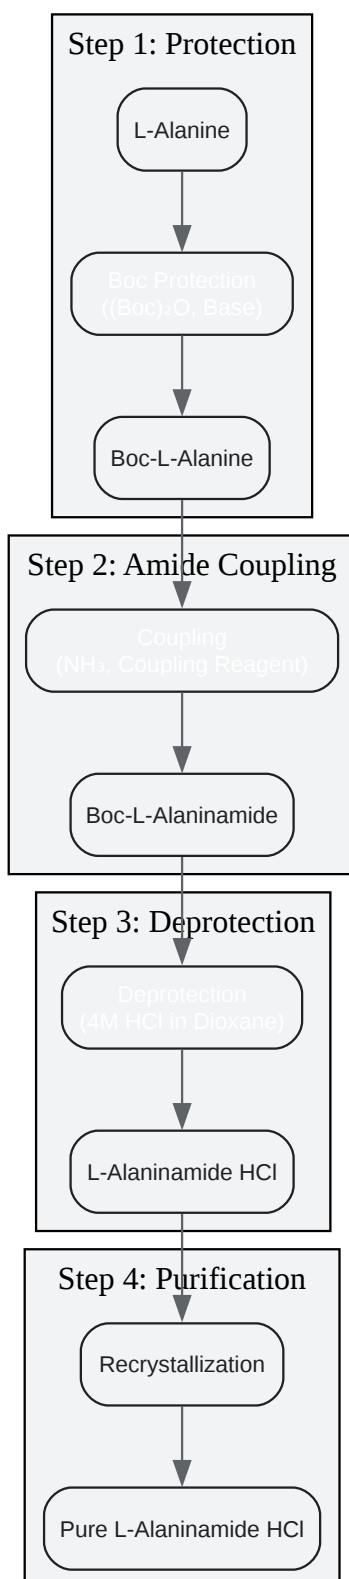 Step 1: Protection
L-Alanine
Boc Protection
((Boc)₂O, Base)
Boc-L-Alanine
Step 2: Amide Coupling
Coupling
(NH₃, Coupling Reagent)
Boc-L-Alaninamide
Step 3: Deprotection
Deprotection
(4M HCl in Dioxane)
L-Alaninamide HCl
Step 4: Purification
Recrystallization
Pure L-Alaninamide HCl